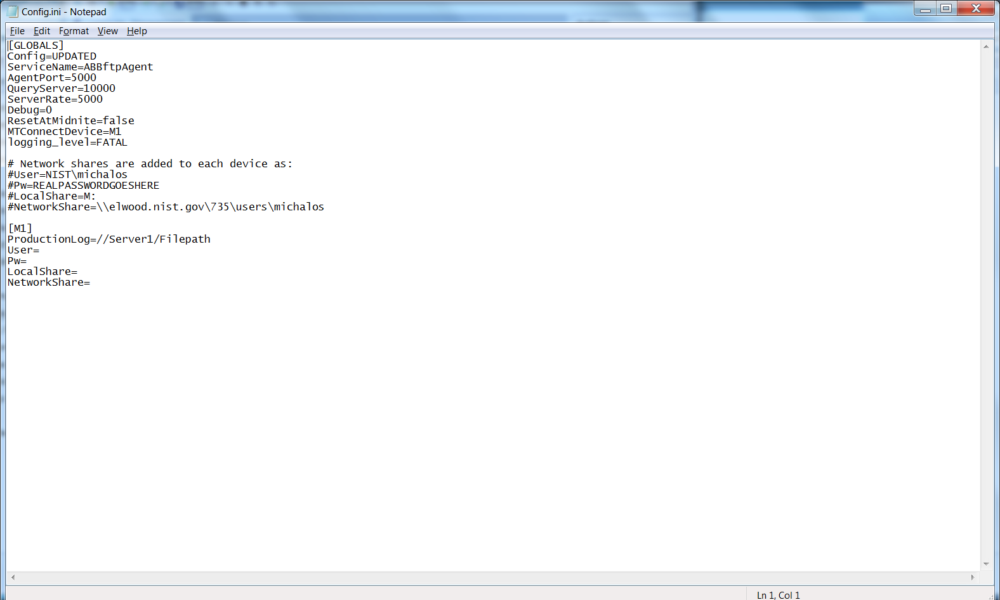 Config.ini - Notepad
File Edit Format View Help
[GLOBALS]
Config=UPDATED
ServiceName=ABBftpAgent
AgentPort=5000
QueryServer=10000
ServerRate=5000
Debug=0
ResetAtMidnite=false
MTConnectDevice=M1
logging_level=FATAL
# Network shares are added to each device as:
#User=NIST\michalos
#Pw=REALPASSWORDGOESHERE
#LocalShare=M:
#NetworkShare=\\elwood.nist.gov\735\users\michalos
[M1]
ProductionLog=//Server1/Filepath
User=
Pw=
LocalShare=
NetworkShare=
Ln 1, Col 1